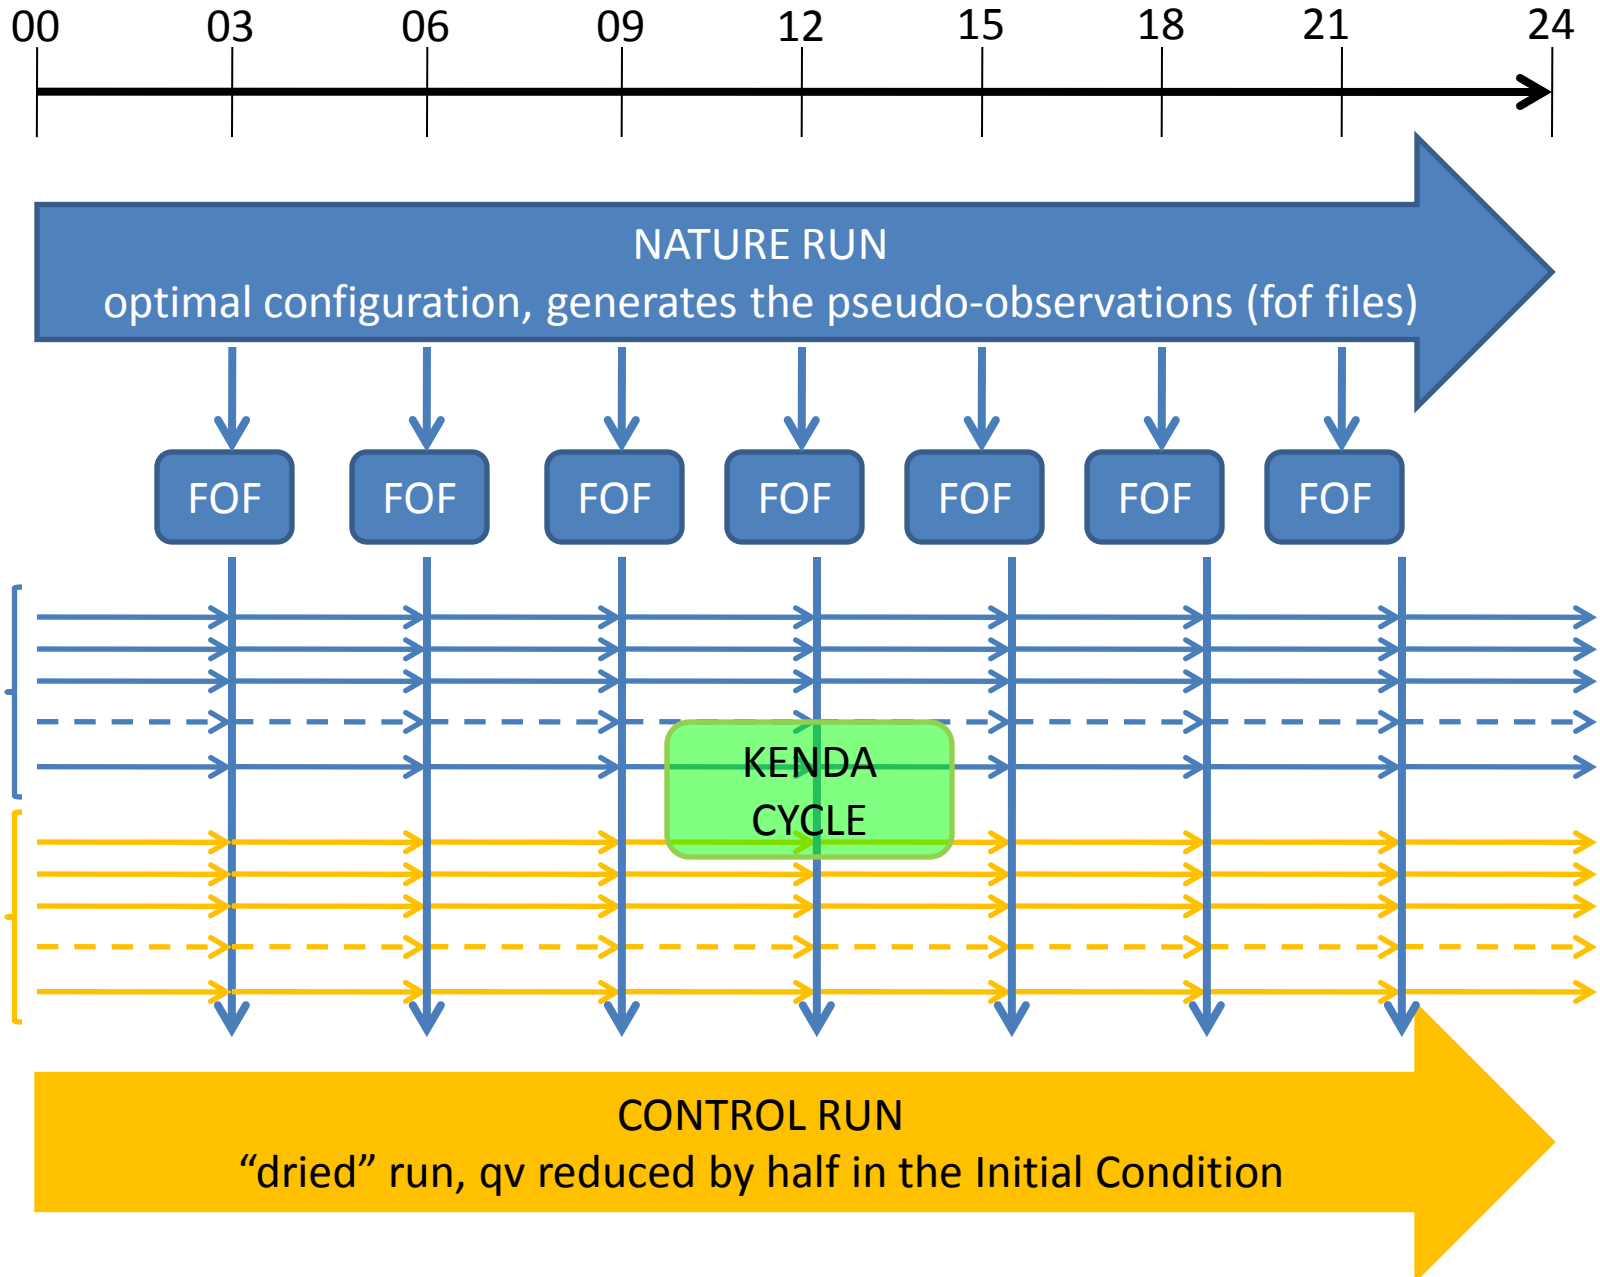 00 03 06 09 12 15 18 21 24
NATURE RUN
optimal configuration, generates the pseudo-observations (fof files)
FOF FOF FOF FOF FOF FOF FOF
KENDA
CYCLE
CONTROL RUN
“dried” run, qv reduced by half in the Initial Condition